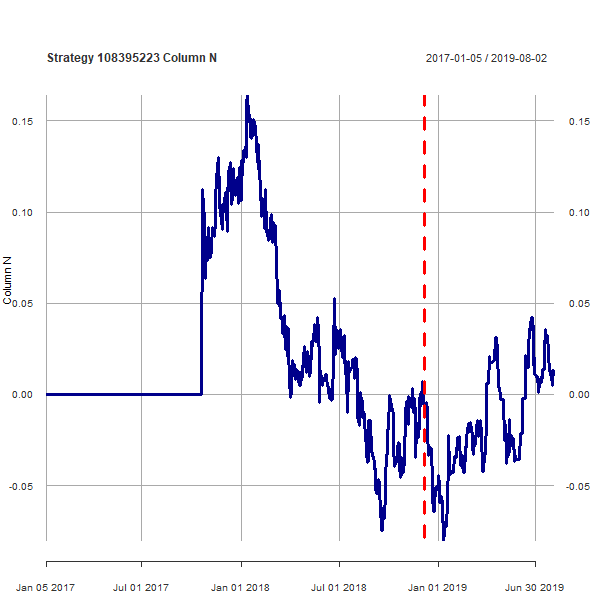 Strategy 108395223 Column N
2017-01-05 / 2019-08-02
0.15
0.15
0.10
0.10
Column N
0.05
0.05
0.00
0.00
-0.05
-0.05
Jan 05 2017
Jul 01 2017
Jan 01 2018
Jul 01 2018
Jan 01 2019
Jun 30 2019